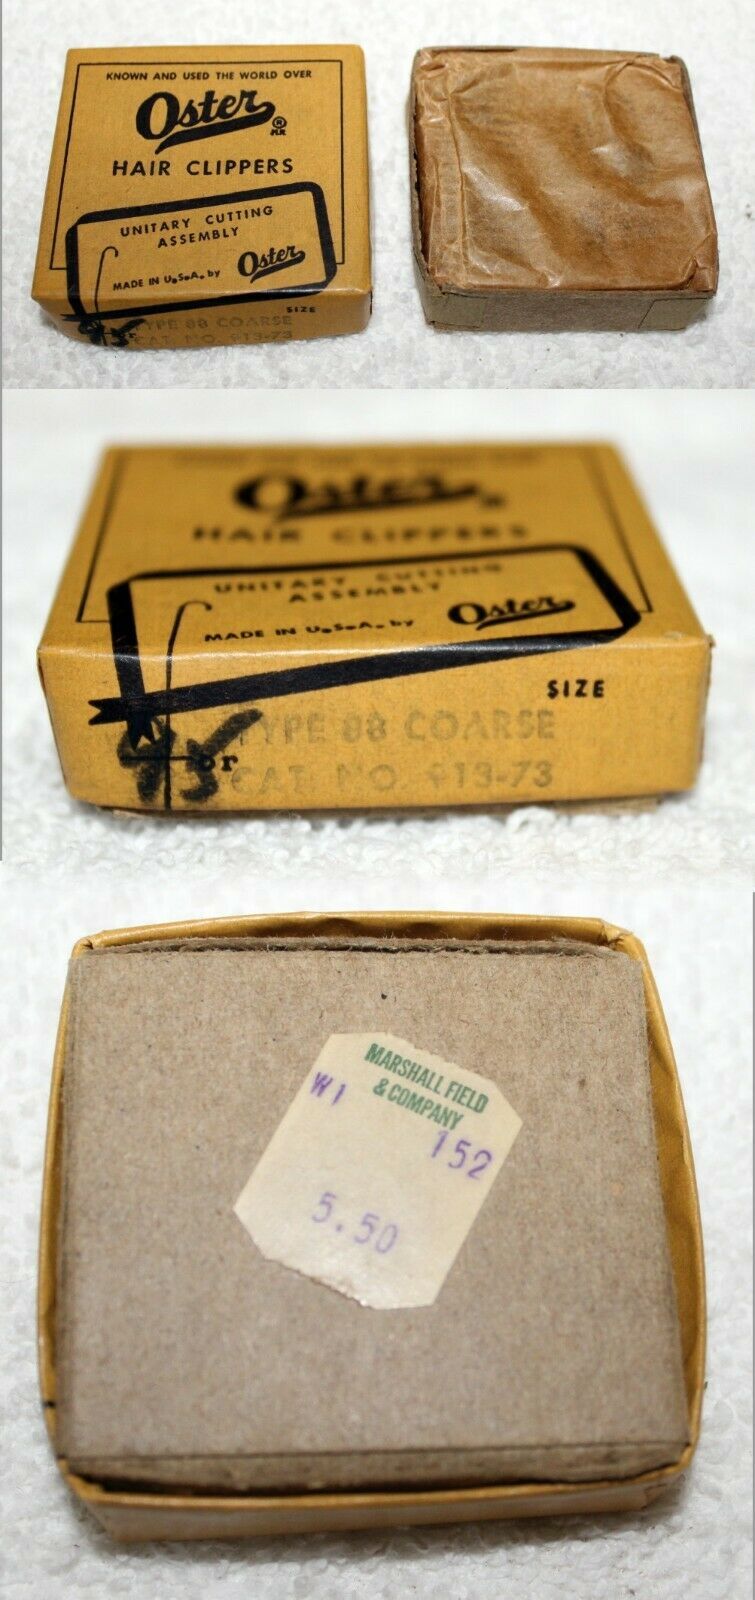 KNOWN AND USED THE WORLD OVER
Oster ®
M.R.
HAIR CLIPPERS
UNITARY CUTTING
ASSEMBLY
MADE IN U.S.A. by Oster
SIZE
TYPE 88 COARSE
CAT. NO. 913-73
Oster ®
HAIR CLIPPERS
UNITARY CUTTING
ASSEMBLY
MADE IN U.S.A. by Oster
SIZE
TYPE 88 COARSE
95 or
CAT. NO. 913-73
MARSHALL FIELD
& COMPANY
W1 152
5.50